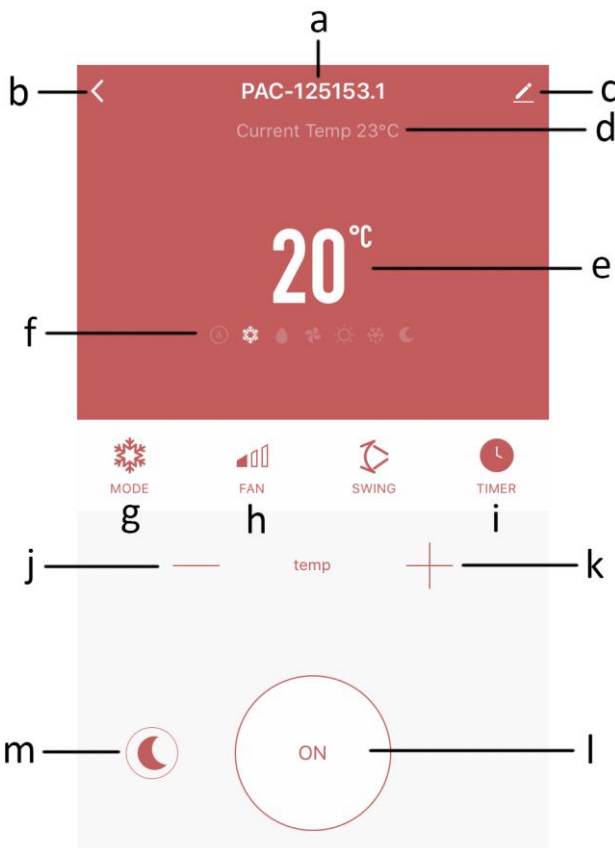 a
b
PAC-125153.1
c
Current Temp 23°C
d
20°C
e
f
MODE FAN SWING TIMER
g h i
j
temp
k
m
ON
l